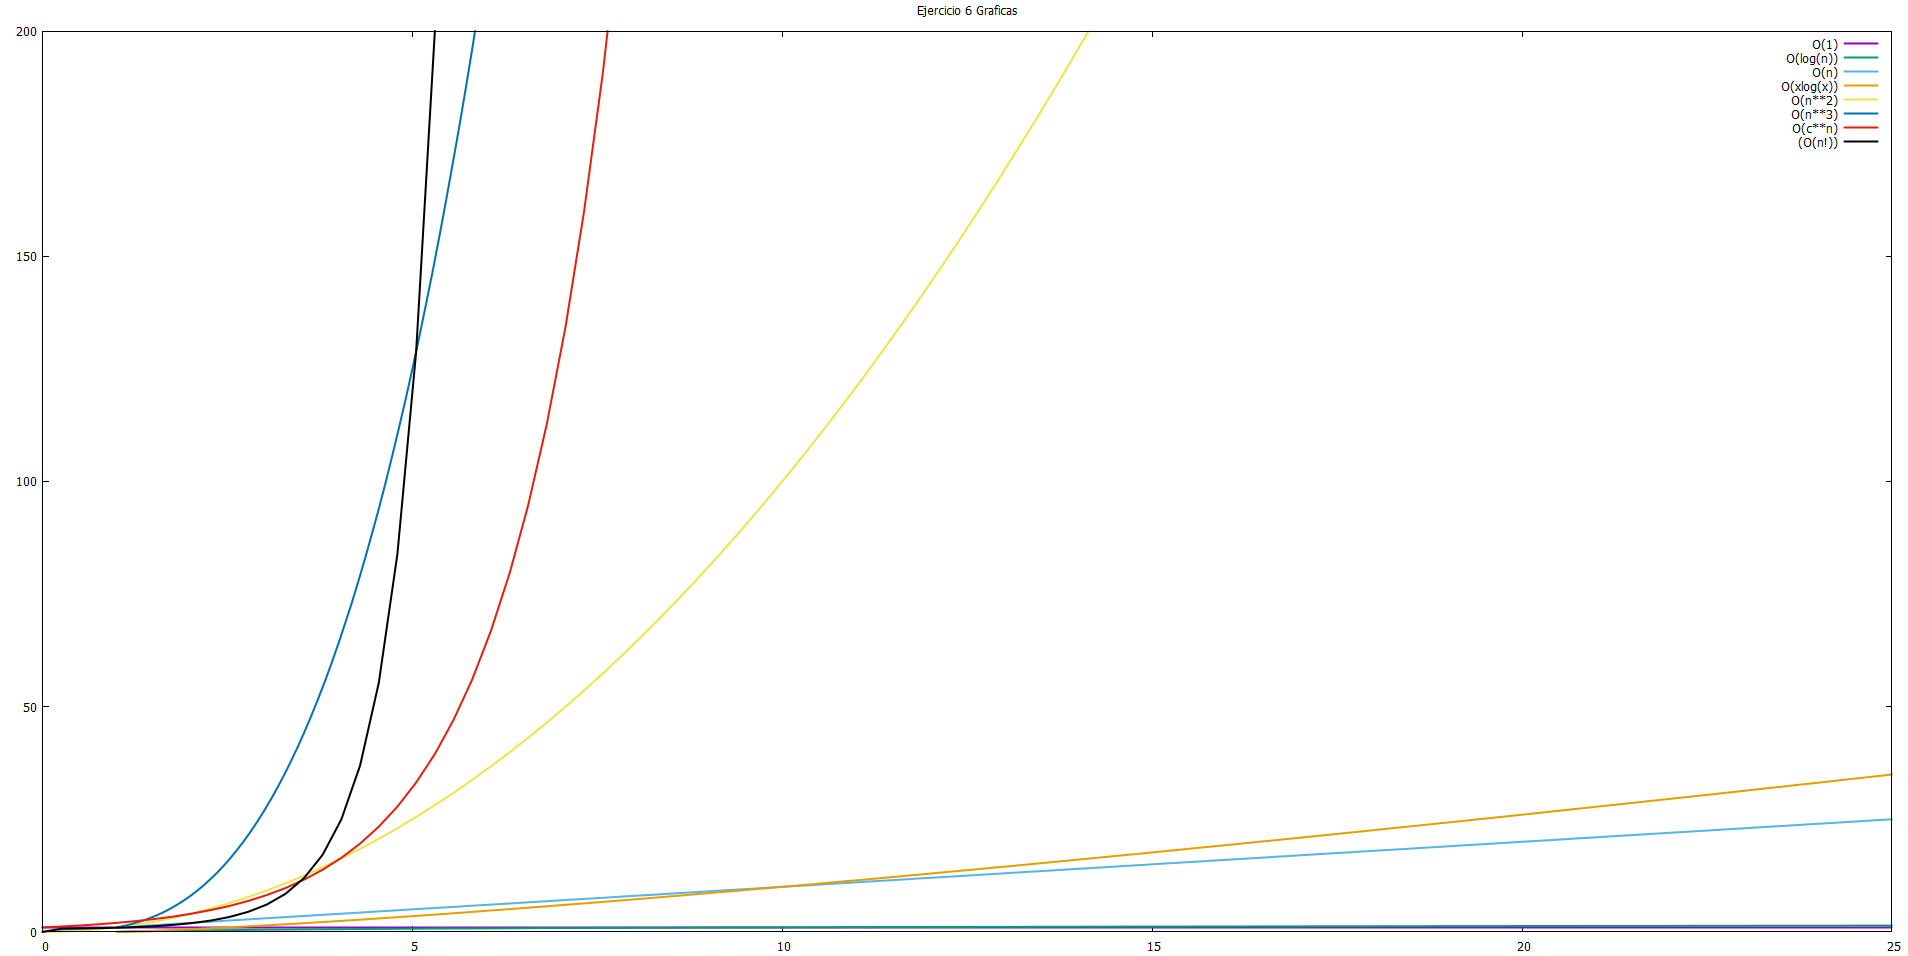 Ejercicio 6 Graficas
200
150
100
50
0
0 5 10 15 20 25
O(1)
O(log(n))
O(n)
O(xlog(x))
O(n**2)
O(n**3)
O(c**n)
(O(n!))